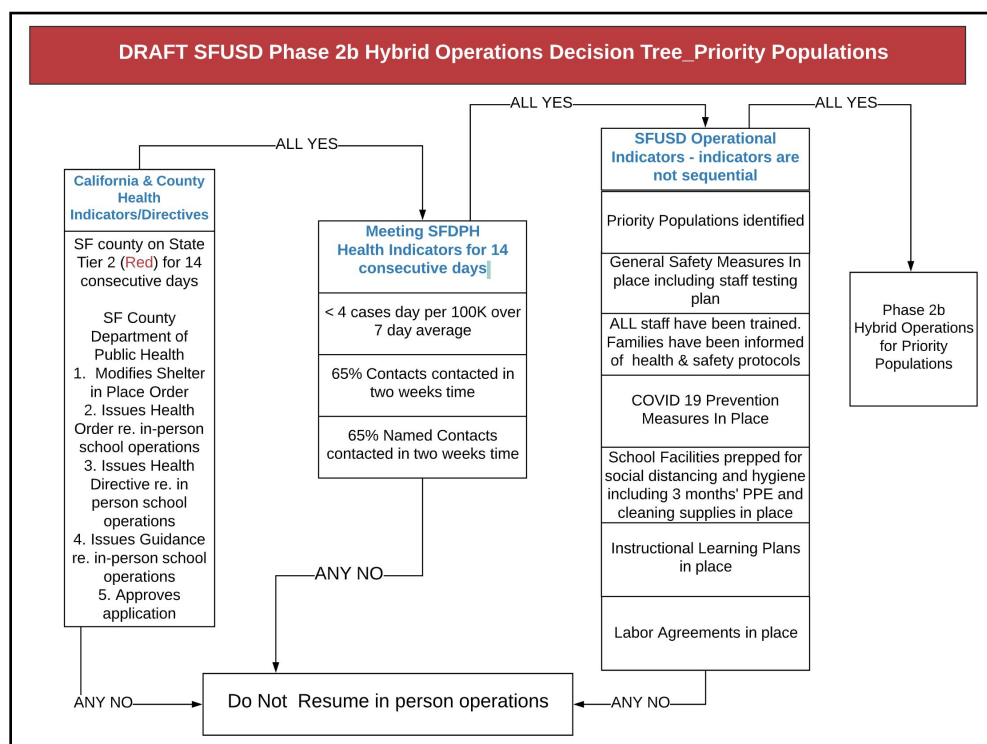 DRAFT SFUSD Phase 2b Hybrid Operations Decision Tree_Priority Populations
ALL YES
California & County
Health
Indicators/Directives
SF county on State
Tier 2 (Red) for 14
consecutive days
SF County
Department of
Public Health
1. Modifies Shelter
in Place Order
2. Issues Health
Order re. in-person
school operations
3. Issues Health
Directive re. in
person school
operations
4. Issues Guidance
re. in-person school
operations
5. Approves
application
ANY NO
ALL YES
Meeting SFDPH
Health Indicators for 14
consecutive days
< 4 cases day per 100K over
7 day average
65% Contacts contacted in
two weeks time
65% Named Contacts
contacted in two weeks time
ANY NO
ALL YES
SFUSD Operational
Indicators - indicators are
not sequential
Priority Populations identified
General Safety Measures In
place including staff testing
plan
ALL staff have been trained.
Families have been informed
of health & safety protocols
COVID 19 Prevention
Measures In Place
School Facilities prepped for
social distancing and hygiene
including 3 months' PPE and
cleaning supplies in place
Instructional Learning Plans
in place
Labor Agreements in place
ANY NO
Phase 2b
Hybrid Operations
for Priority
Populations
Do Not Resume in person operations